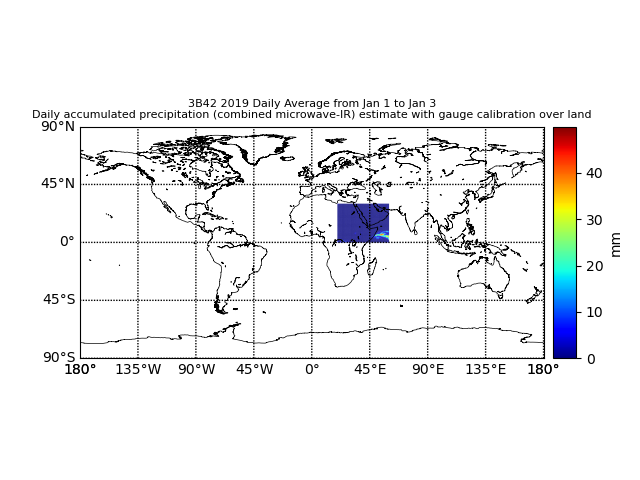 3B42 2019 Daily Average from Jan 1 to Jan 3
Daily accumulated precipitation (combined microwave-IR) estimate with gauge calibration over land
90°N
45°N
0°
45°S
90°S
180° 135°W 90°W 45°W 0° 45°E 90°E 135°E 180°
40
30
20
10
0
mm